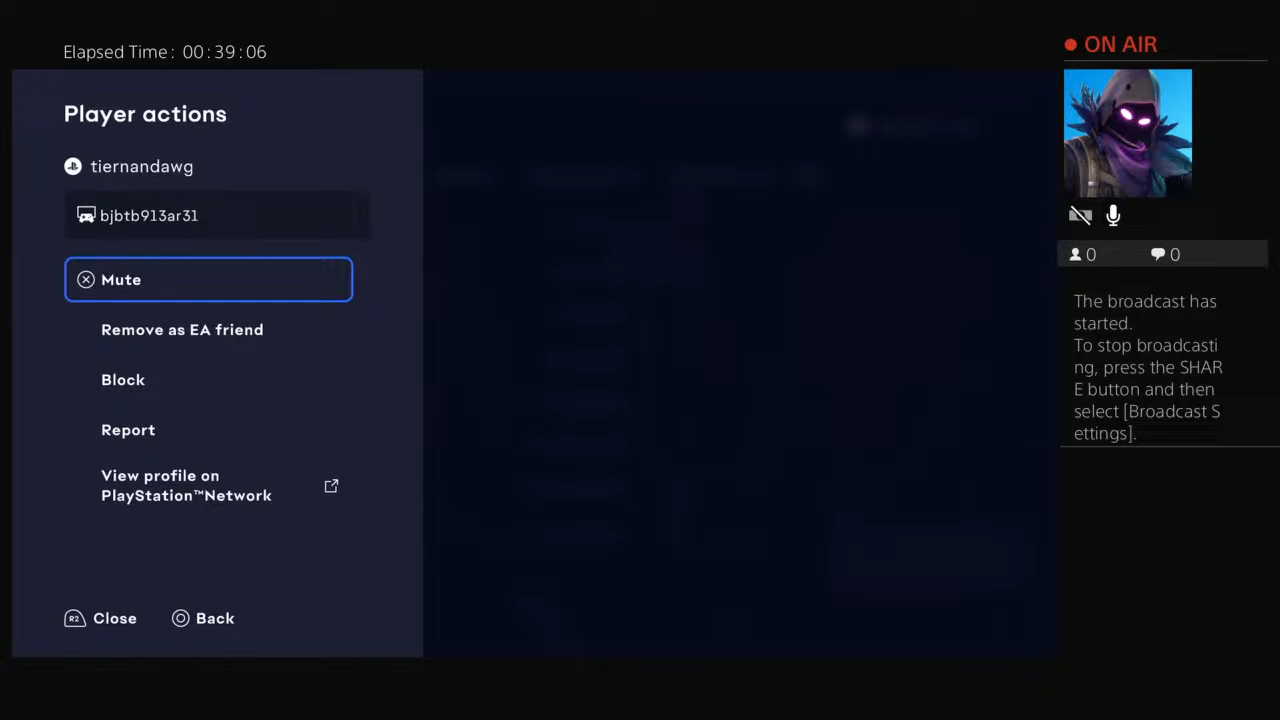 Elapsed Time: 00:39:06
ON AIR
Player actions
tiernandawg
bjbtb913ar31
Mute
Remove as EA friend
Block
Report
View profile on
PlayStation™Network
R2 Close
Back
0
0
The broadcast has
started.
To stop broadcasti
ng, press the SHAR
E button and then
select [Broadcast S
ettings].